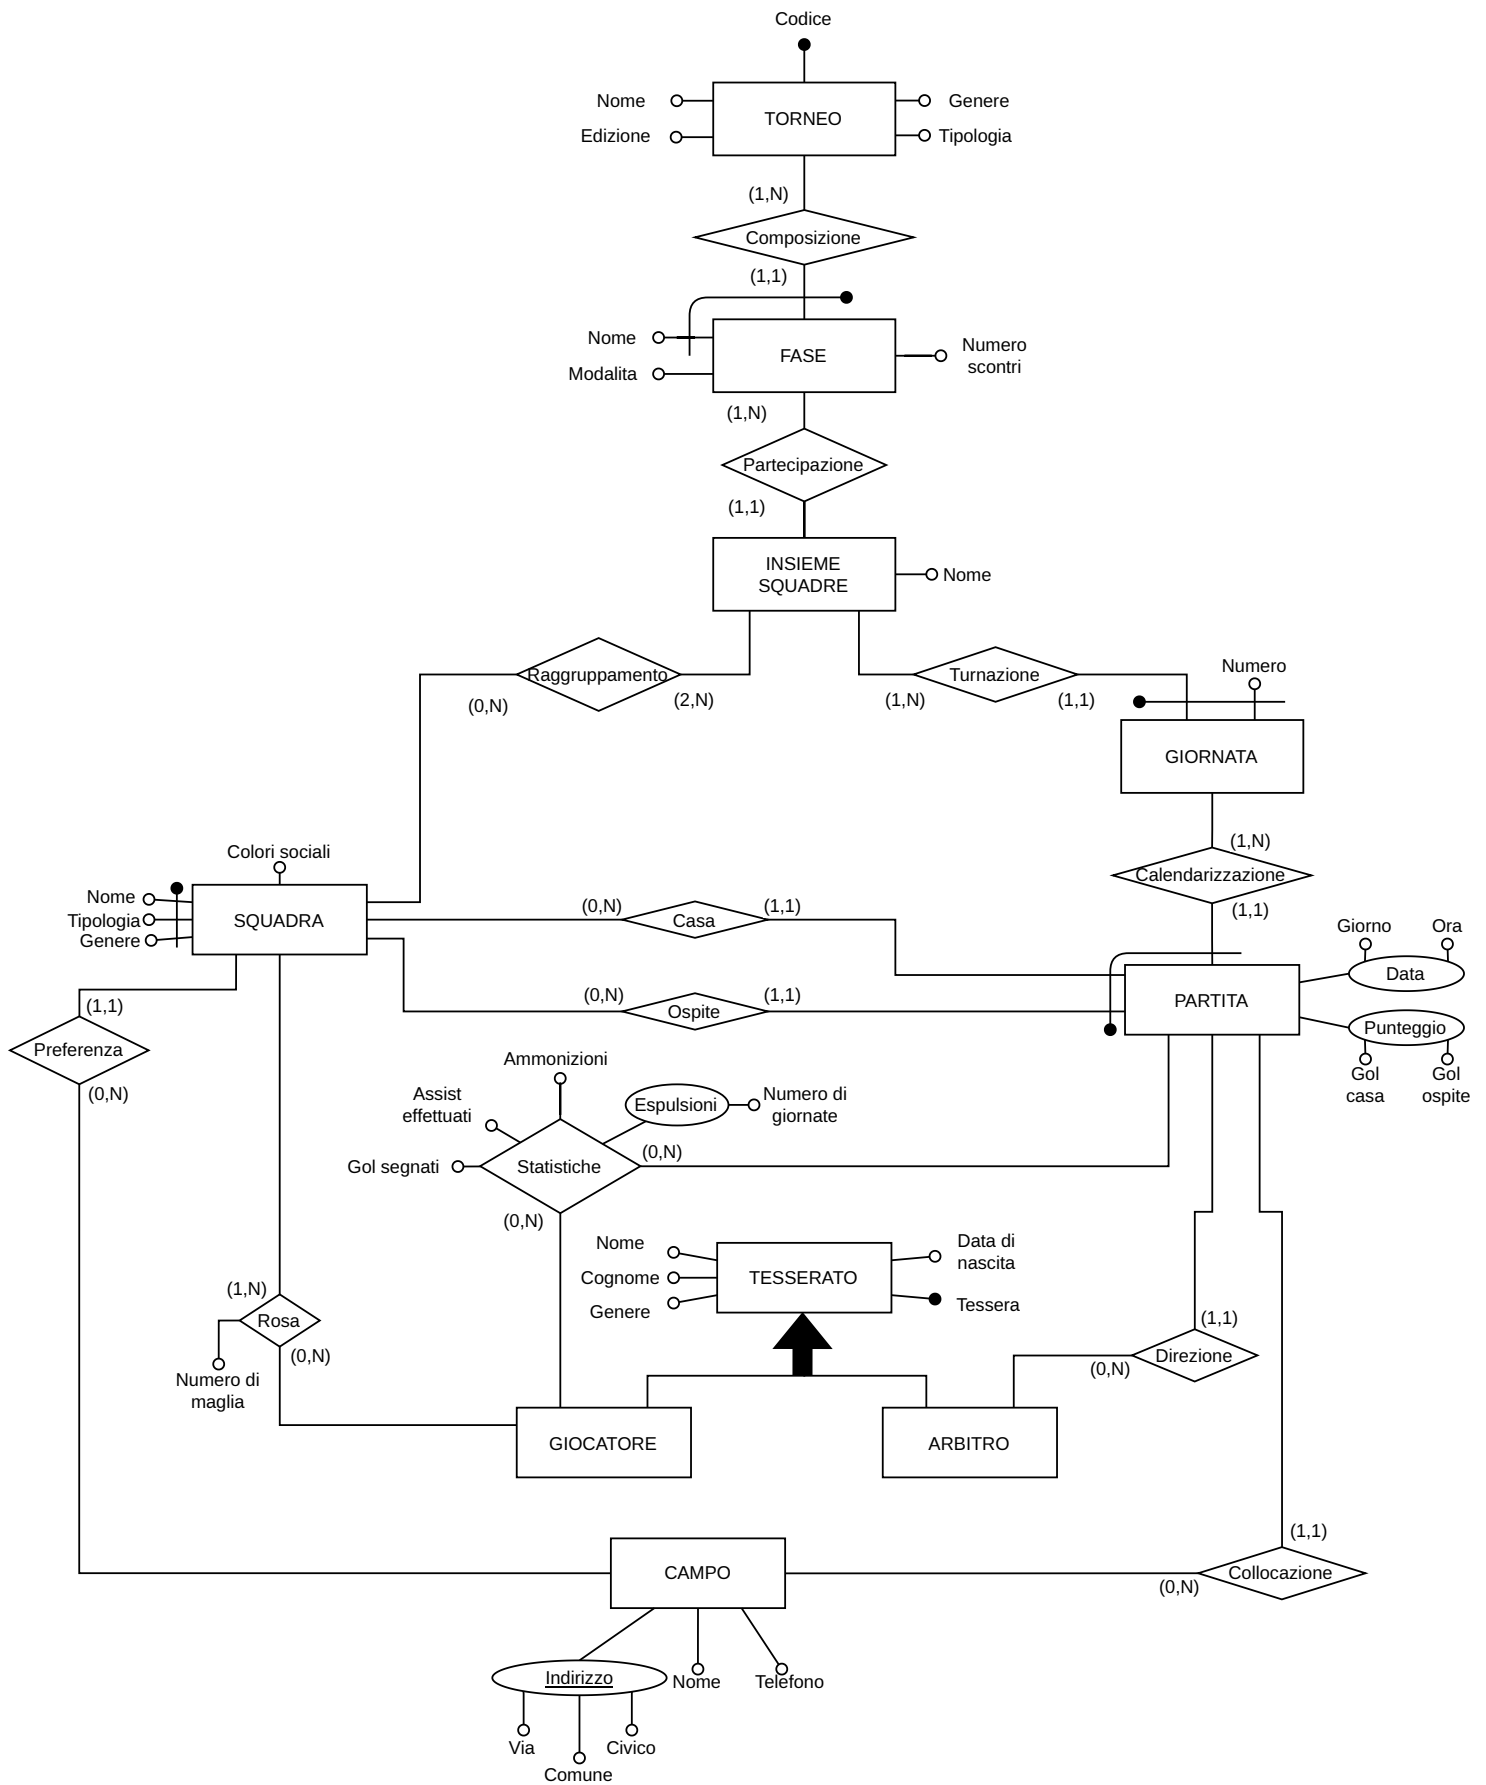 Codice
Nome
Genere
TORNEO
Edizione
Tipologia
(1,N)
Composizione
(1,1)
Nome
Numero
scontri
FASE
Modalita
(1,N)
Partecipazione
(1,1)
INSIEME
SQUADRE
Nome
Raggruppamento
Turnazione
Numero
(0,N)
(2,N)
(1,N)
(1,1)
GIORNATA
(1,N)
Calendarizzazione
(1,1)
Colori sociali
Nome
Tipologia
Genere
SQUADRA
(0,N)
Casa
(1,1)
Giorno
Ora
Data
(0,N)
Ospite
(1,1)
PARTITA
Punteggio
Gol
casa
Gol
ospite
(1,1)
Preferenza
(0,N)
Ammonizioni
Assist
effettuati
Espulsioni
Numero di
giornate
Gol segnati
Statistiche
(0,N)
(0,N)
Nome
Cognome
Genere
TESSERATO
Data di
nascita
Tessera
(1,N)
Rosa
(0,N)
Numero di
maglia
(1,1)
Direzione
(0,N)
GIOCATORE
ARBITRO
(1,1)
CAMPO
Collocazione
(0,N)
Indirizzo
Nome
Telefono
Via
Civico
Comune